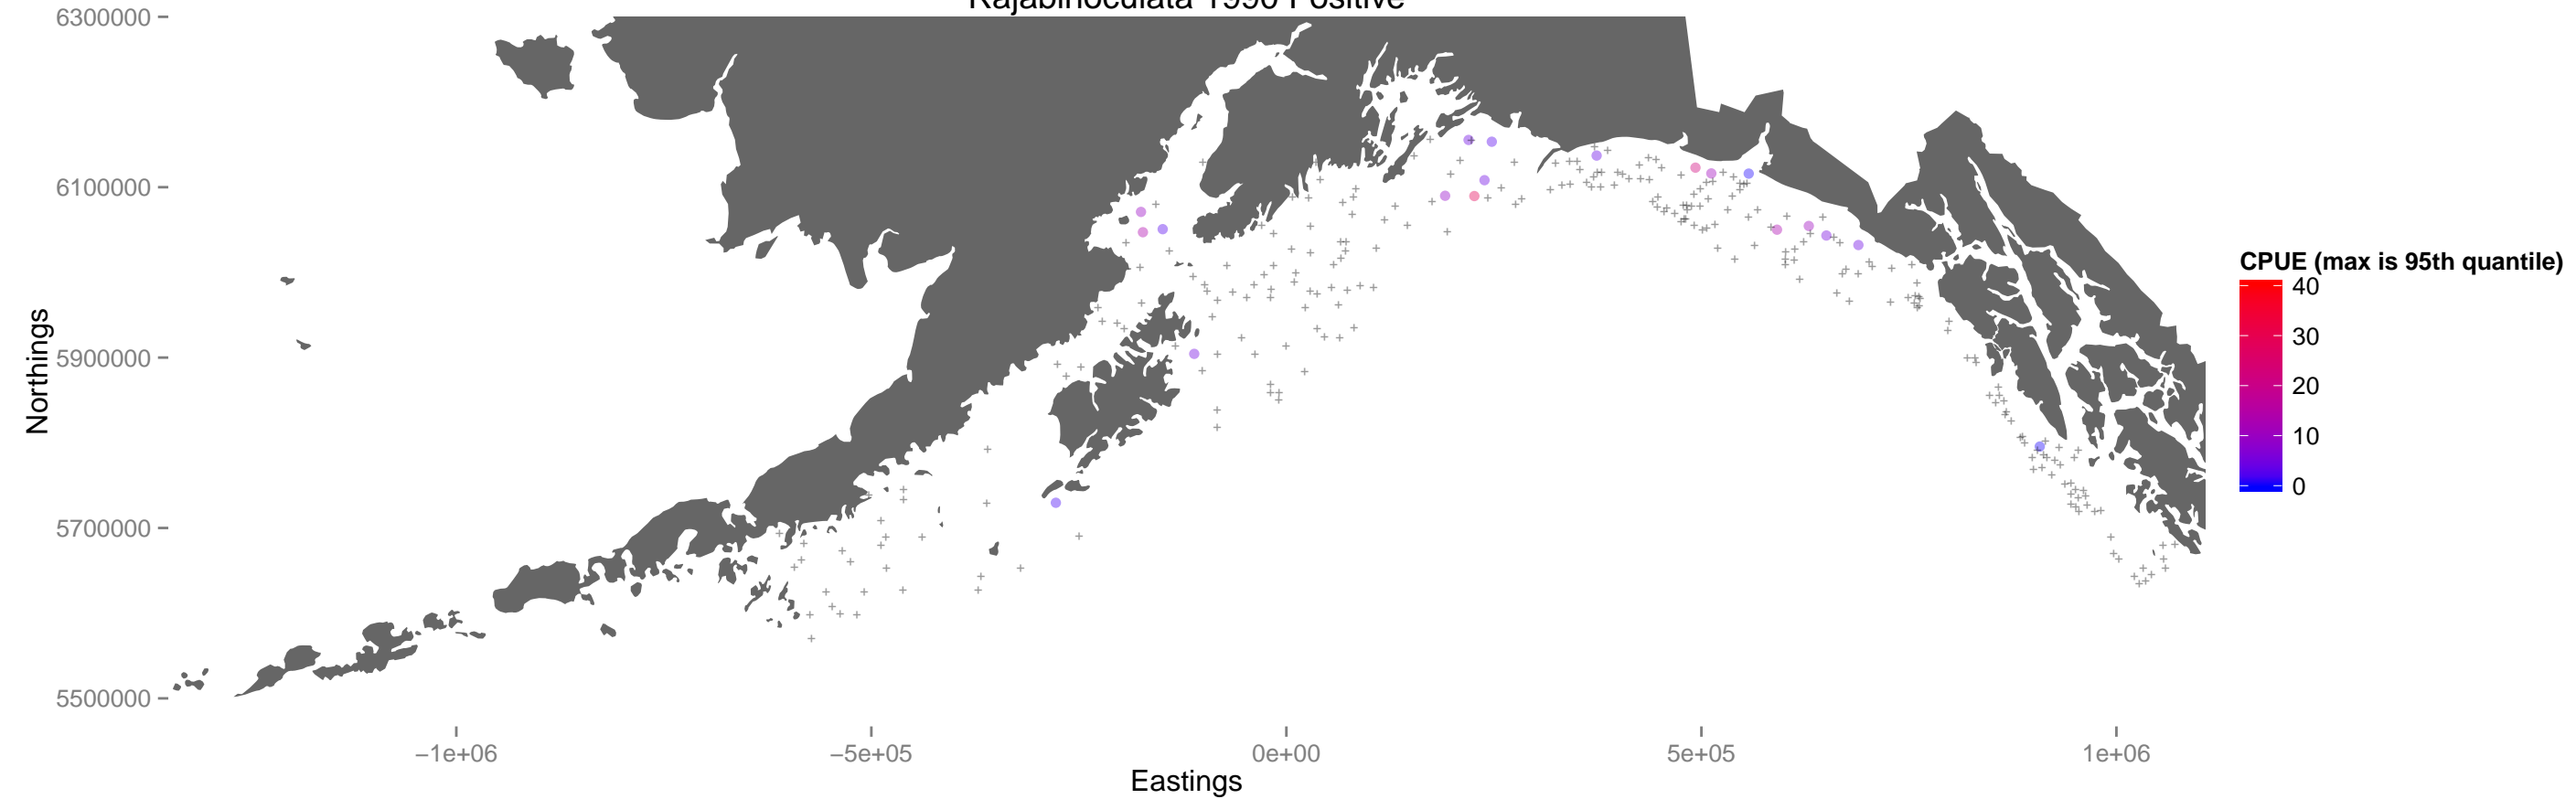 Rajabinoculata 1990 Positive
6300000
6100000
5900000
5700000
5500000
Northings
−1e+06
−5e+05
0e+00
5e+05
1e+06
Eastings
CPUE (max is 95th quantile)
40
30
20
10
0